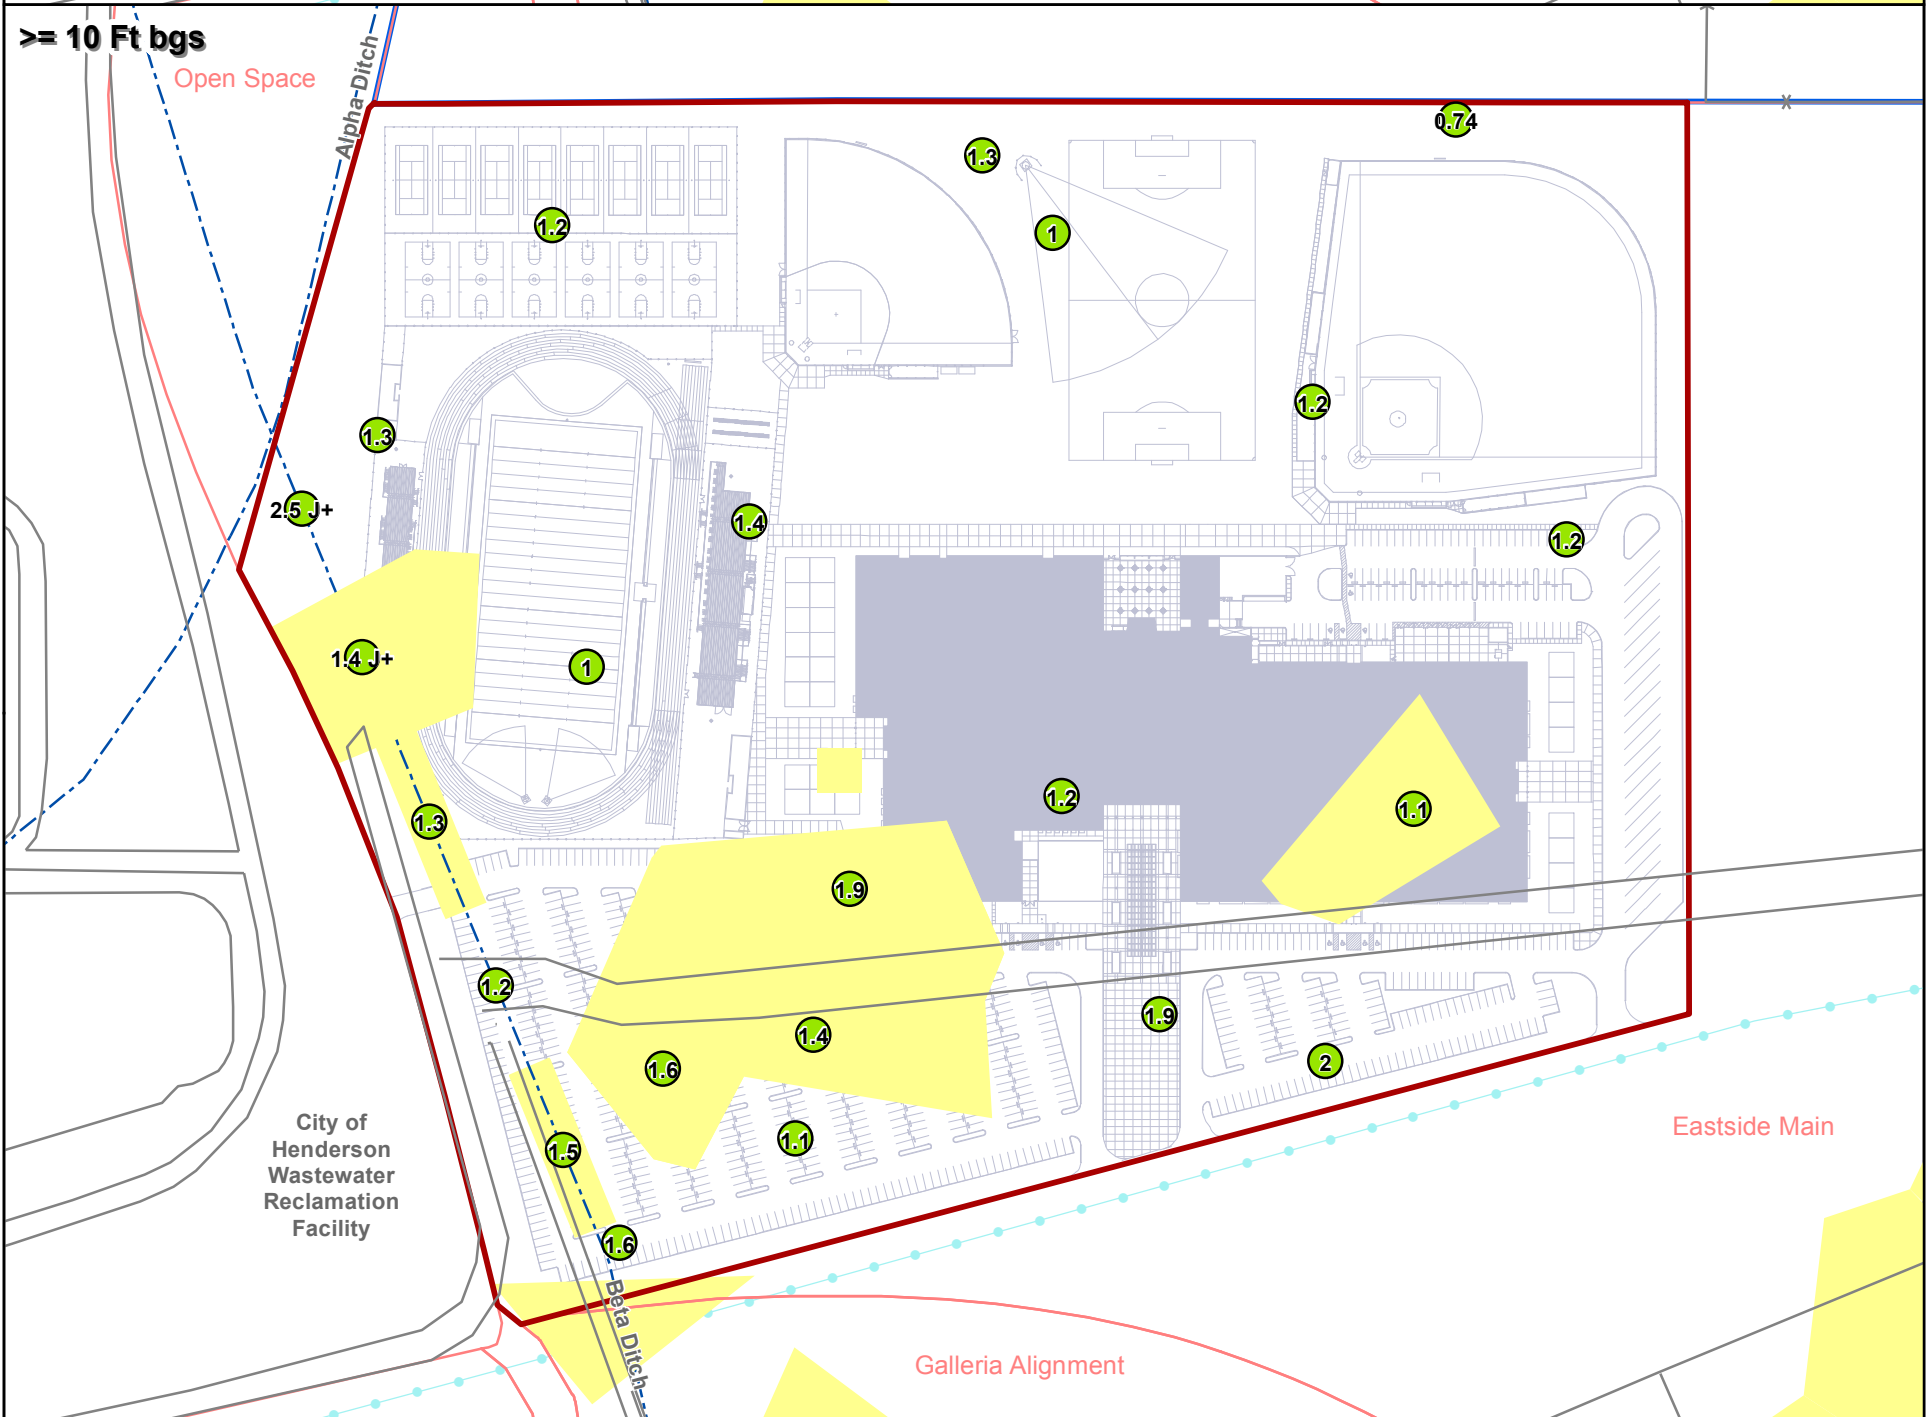 >= 10 Ft bgs
Open Space
Alpha Ditch
0.74
1.3
1.2
1
1.2
1.3
2.5 J+
1.4
1.2
1.4 J+
1
1.2
1.1
1.3
1.9
1.2
1.9
1.4
2
1.6
1.1
1.5
1.6
City of
Henderson
Wastewater
Reclamation
Facility
Eastside Main
Beta Ditch
Galleria Alignment
x